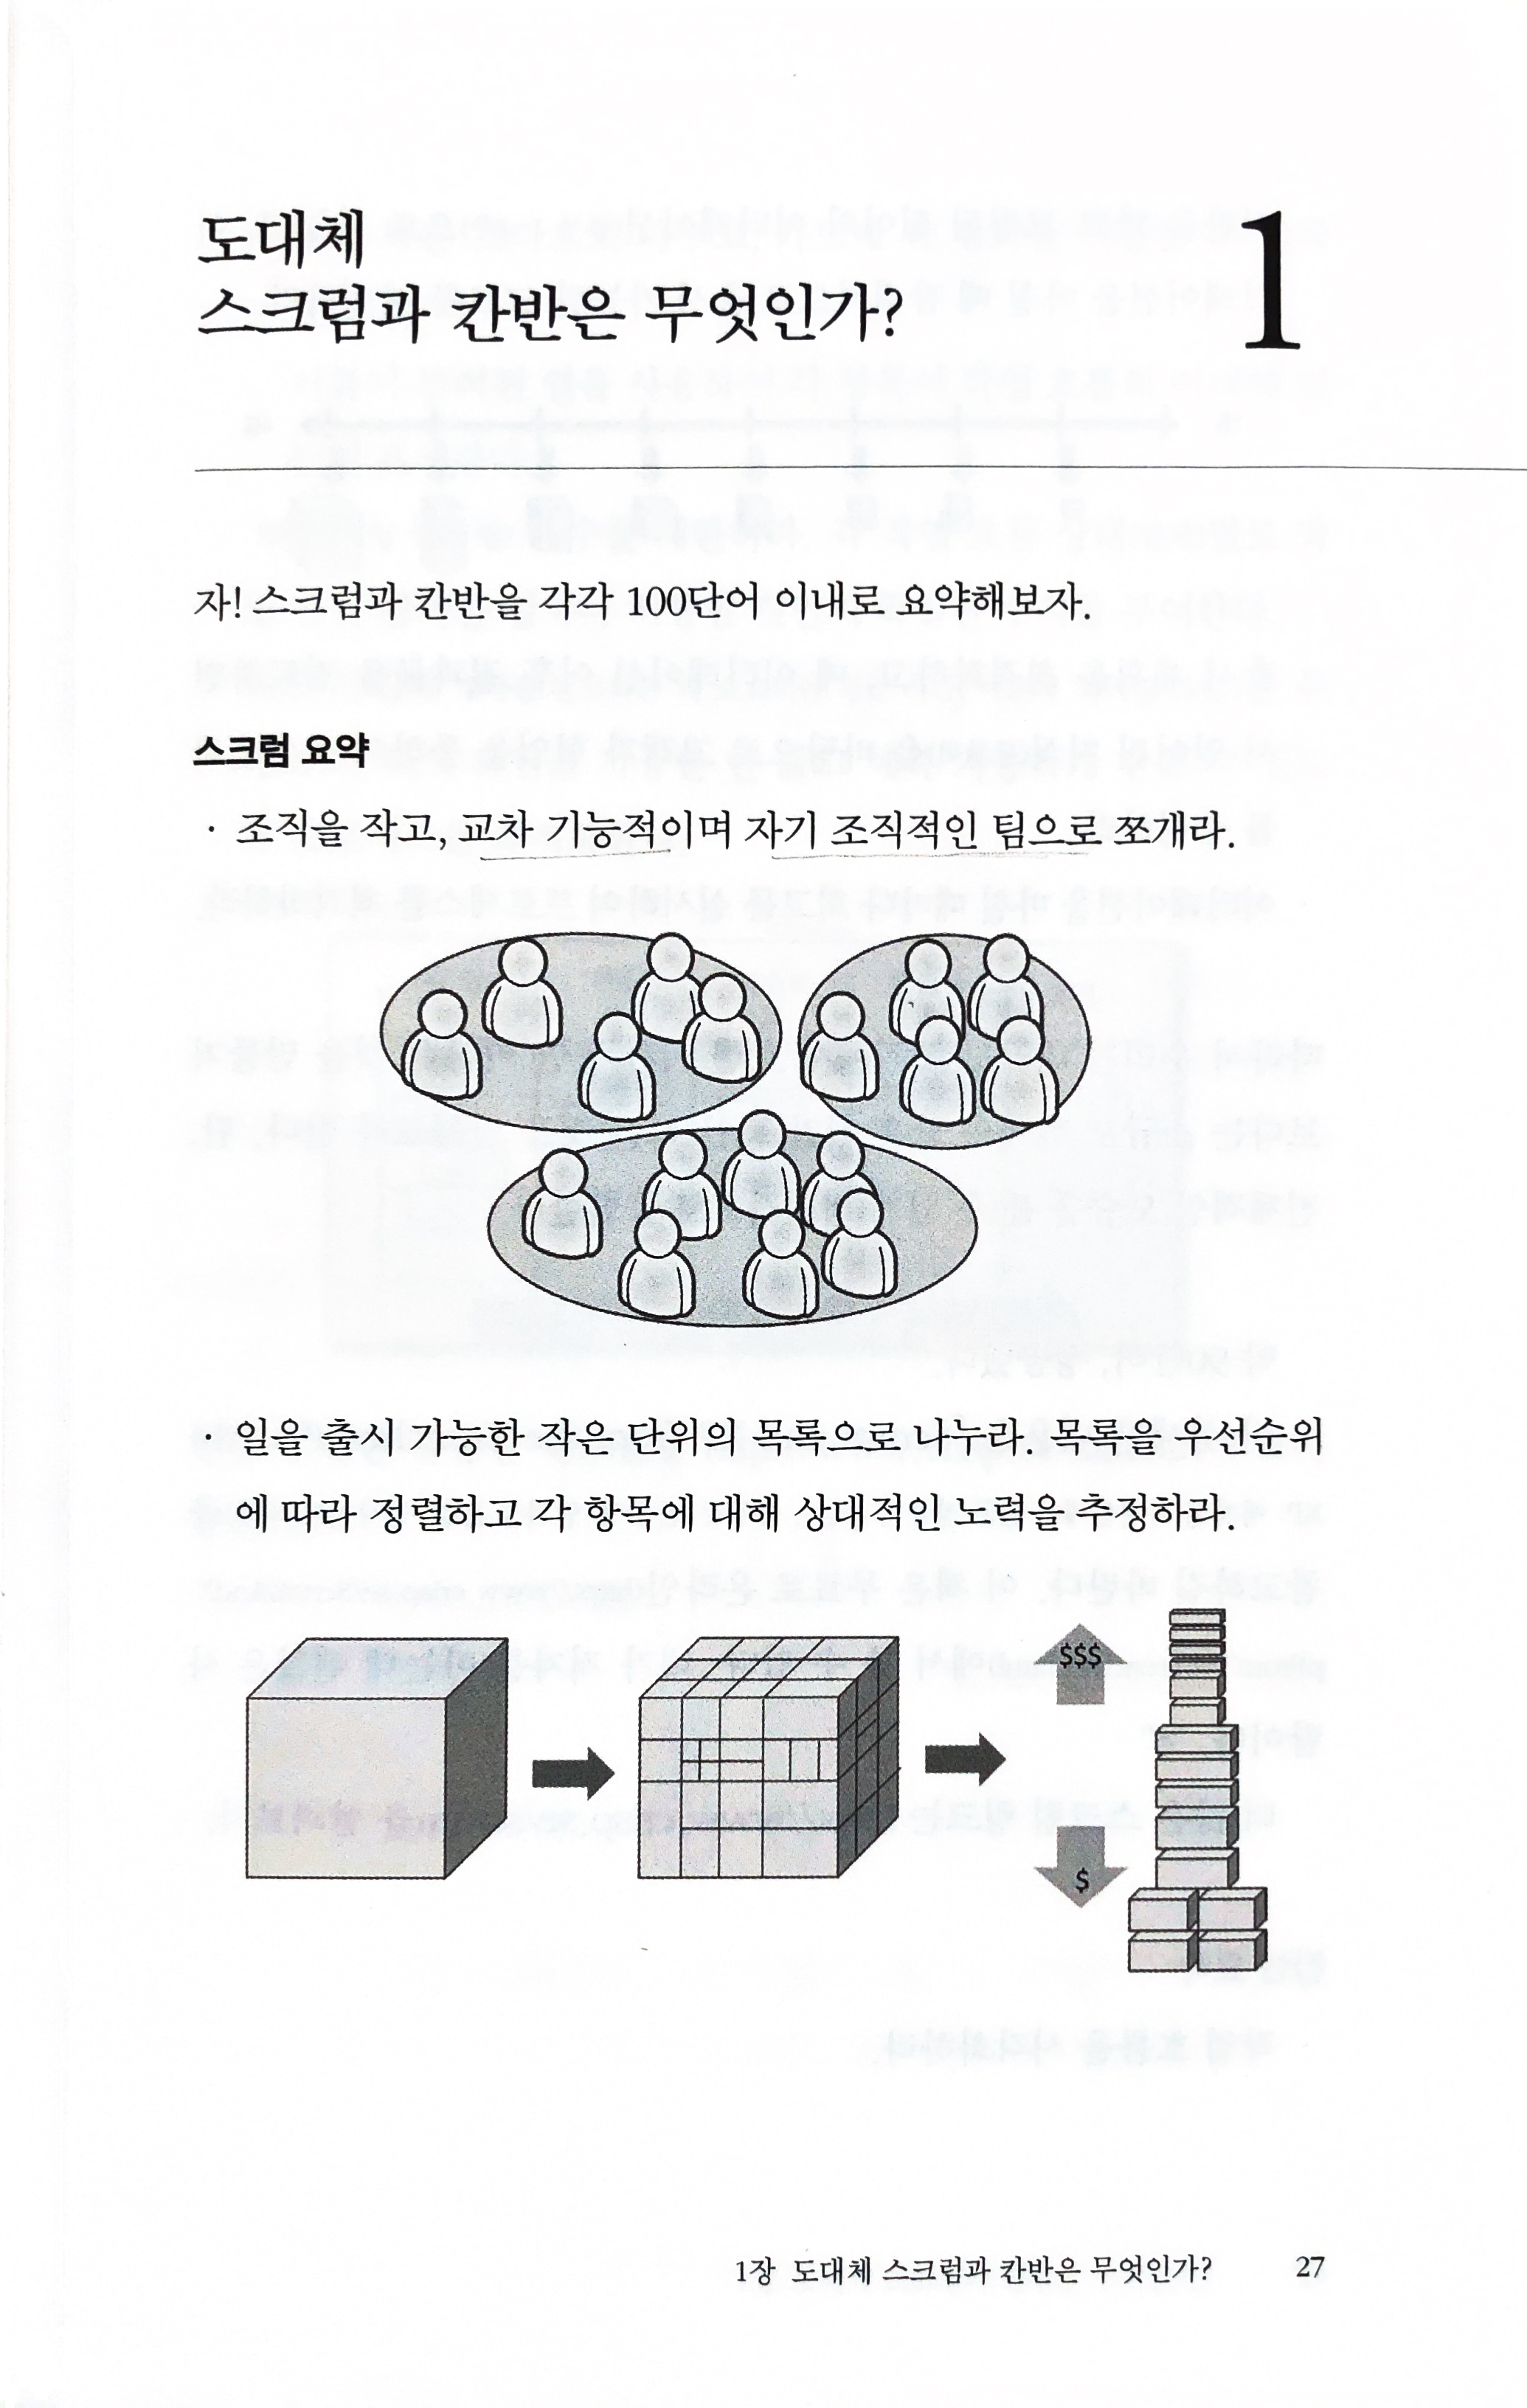 도대체
스크럼과 칸반은 무엇인가?
1
자! 스크럼과 칸반을 각각 100단어 이내로 요약해보자.
스크럼 요약
· 조직을 작고, 교차 기능적이며 자기 조직적인 팀으로 쪼개라.
· 일을 출시 가능한 작은 단위의 목록으로 나누라. 목록을 우선순위
에 따라 정렬하고 각 항목에 대해 상대적인 노력을 추정하라.
$$$
$
1장 도대체 스크럼과 칸반은 무엇인가? 27